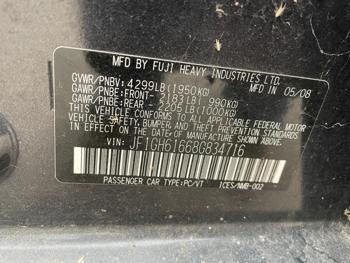 MFD BY FUJI HEAVY INDUSTRIES LTD.
GVWR/PNBV: 4299LB(1950KG) MFD IN 05/08
GAWR/PNBE: FRONT- 2183LB( 990KG)
GAWR/PNBE: REAR - 2205LB(1000KG)
THIS VEHICLE CONFORMS TO ALL APPLICABLE FEDERAL MOTOR
VEHICLE SAFETY, BUMPER AND THEFT PREVENTION STANDARDS
IN EFFECT ON THE DATE OF MANUFACTURE SHOWN ABOVE.
VIN: JF1GH61668G834716
PASSENGER CAR TYPE:PC/VT 1CES/NMB-002